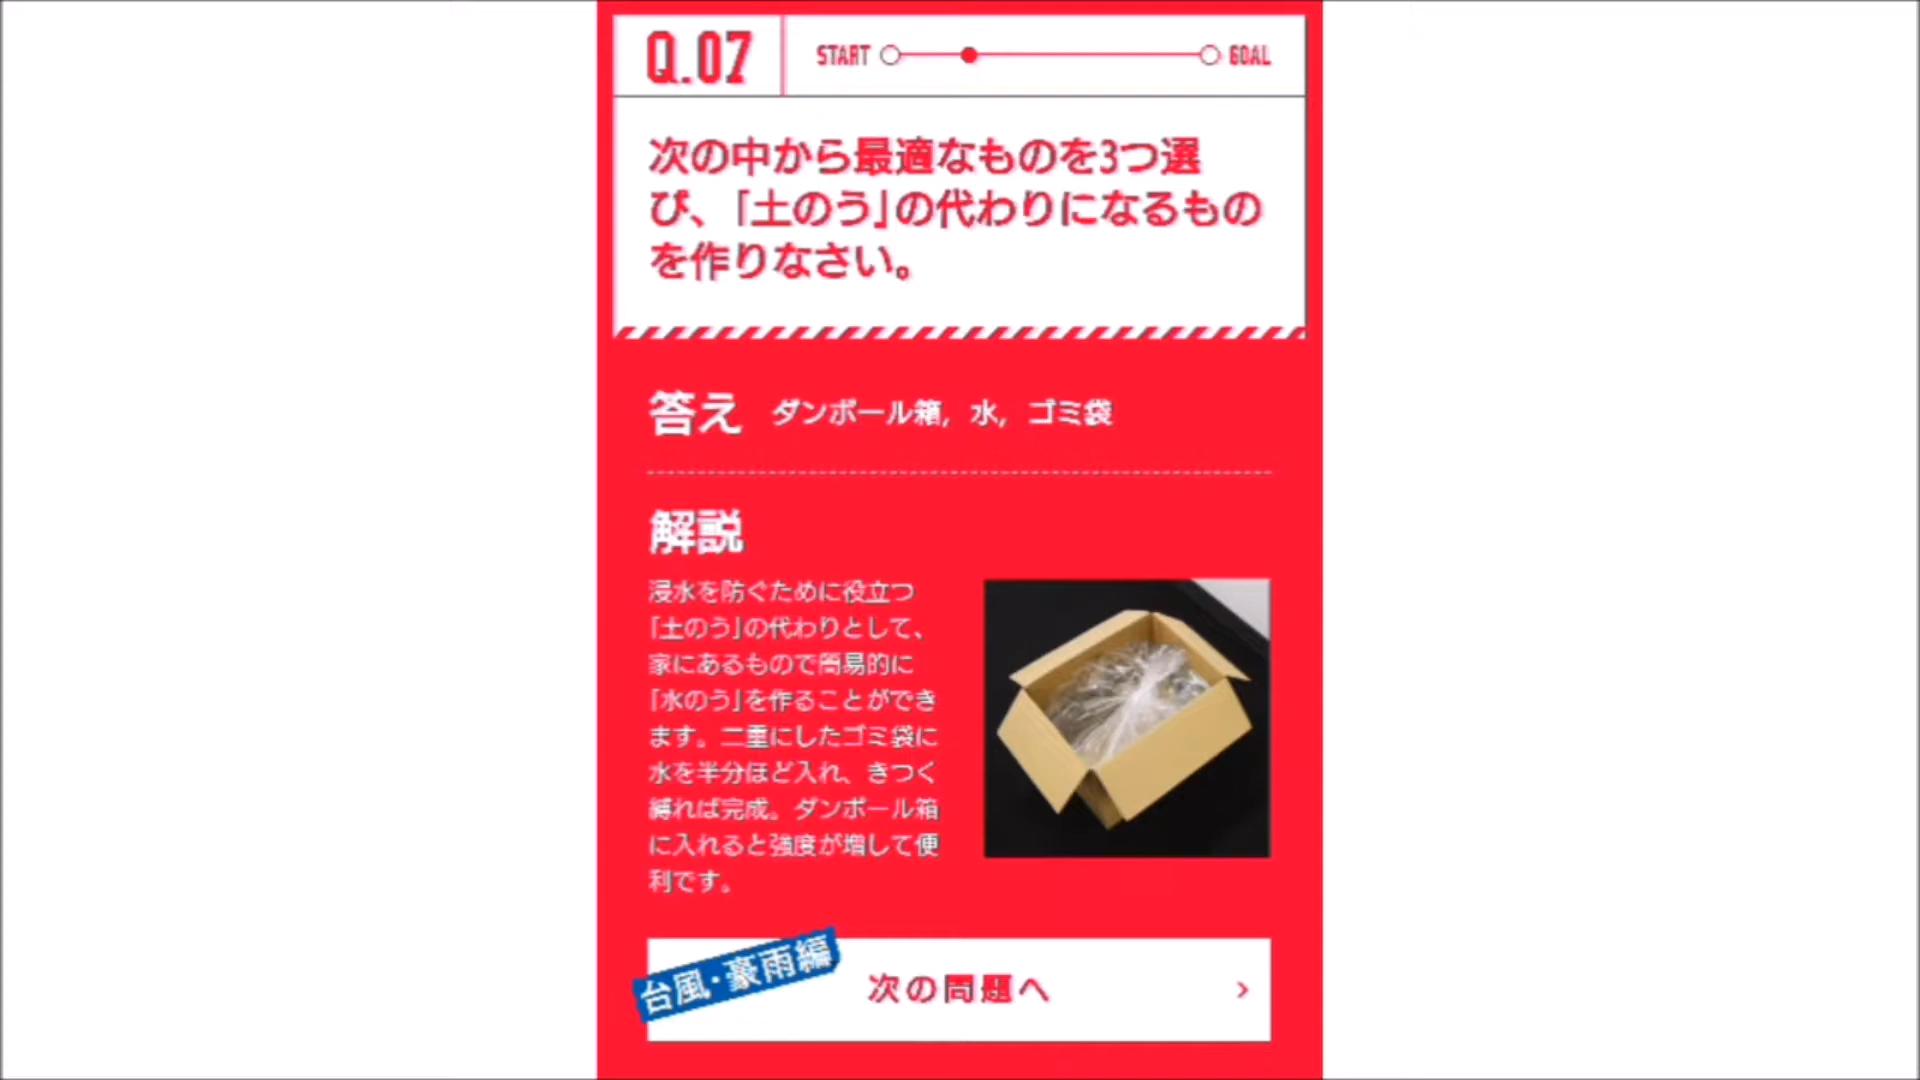 Q.07
START
GOAL
次の中から最適なものを3つ選
び、「土のう」の代わりになるもの
を作りなさい。
答え ダンボール箱, 水, ゴミ袋
解説
浸水を防ぐために役立つ
「土のう」の代わりとして、
家にあるもので簡易的に
「水のう」を作ることができ
ます。二重にしたゴミ袋に
水を半分ほど入れ、きつく
縛れば完成。ダンボール箱
に入れると強度が増して便
利です。
台風・豪雨編
次の問題へ